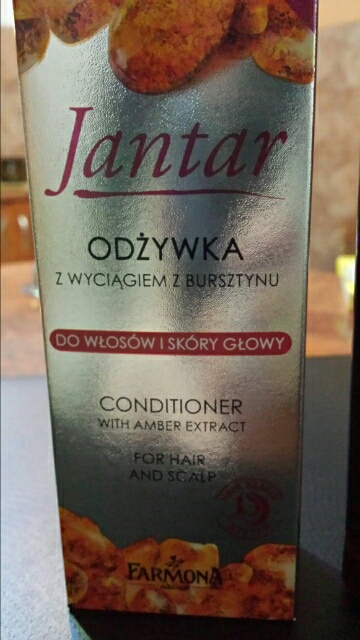 Jantar
ODŻYWKA
Z WYCIĄGIEM Z BURSZTYNU
DO WŁOSÓW I SKÓRY GŁOWY
CONDITIONER
WITH AMBER EXTRACT
FOR HAIR
AND SCALP
FARMONA